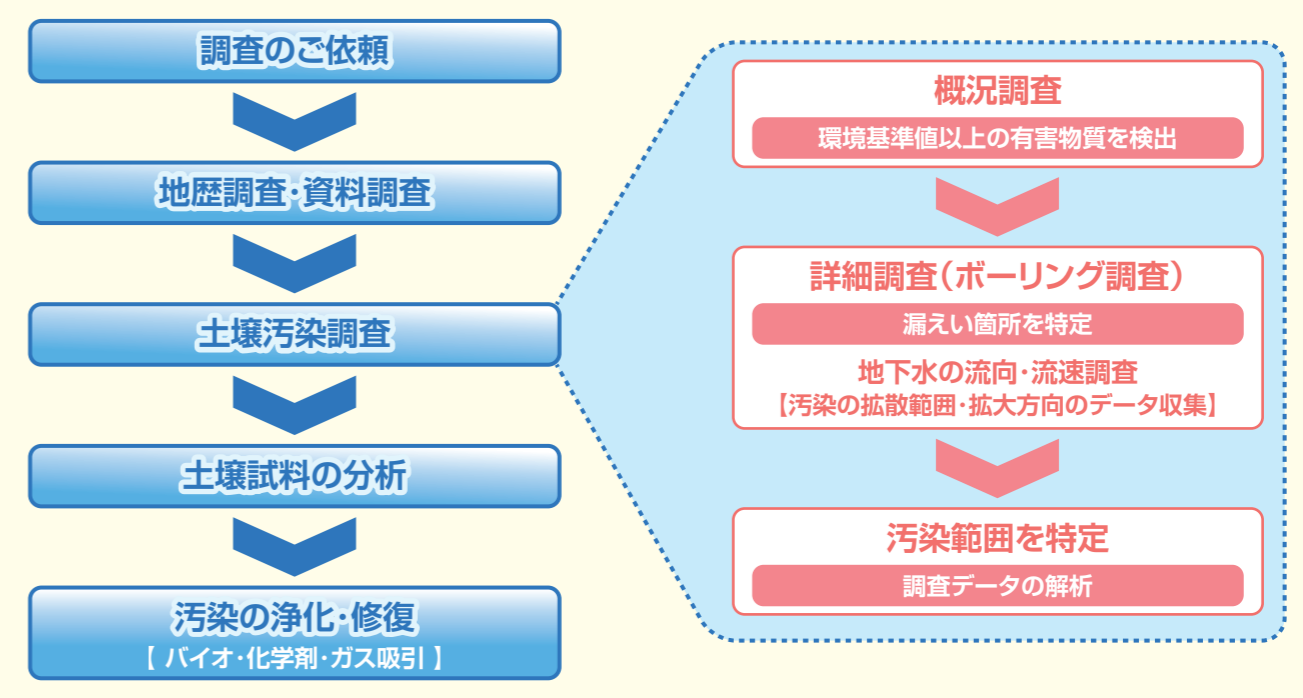 調査のご依頼
地歴調査・資料調査
土壌汚染調査
土壌試料の分析
汚染の浄化・修復
【 バイオ・化学剤・ガス吸引 】
概況調査
環境基準値以上の有害物質を検出
詳細調査(ボーリング調査)
漏えい箇所を特定
地下水の流向・流速調査
【汚染の拡散範囲・拡大方向のデータ収集】
汚染範囲を特定
調査データの解析